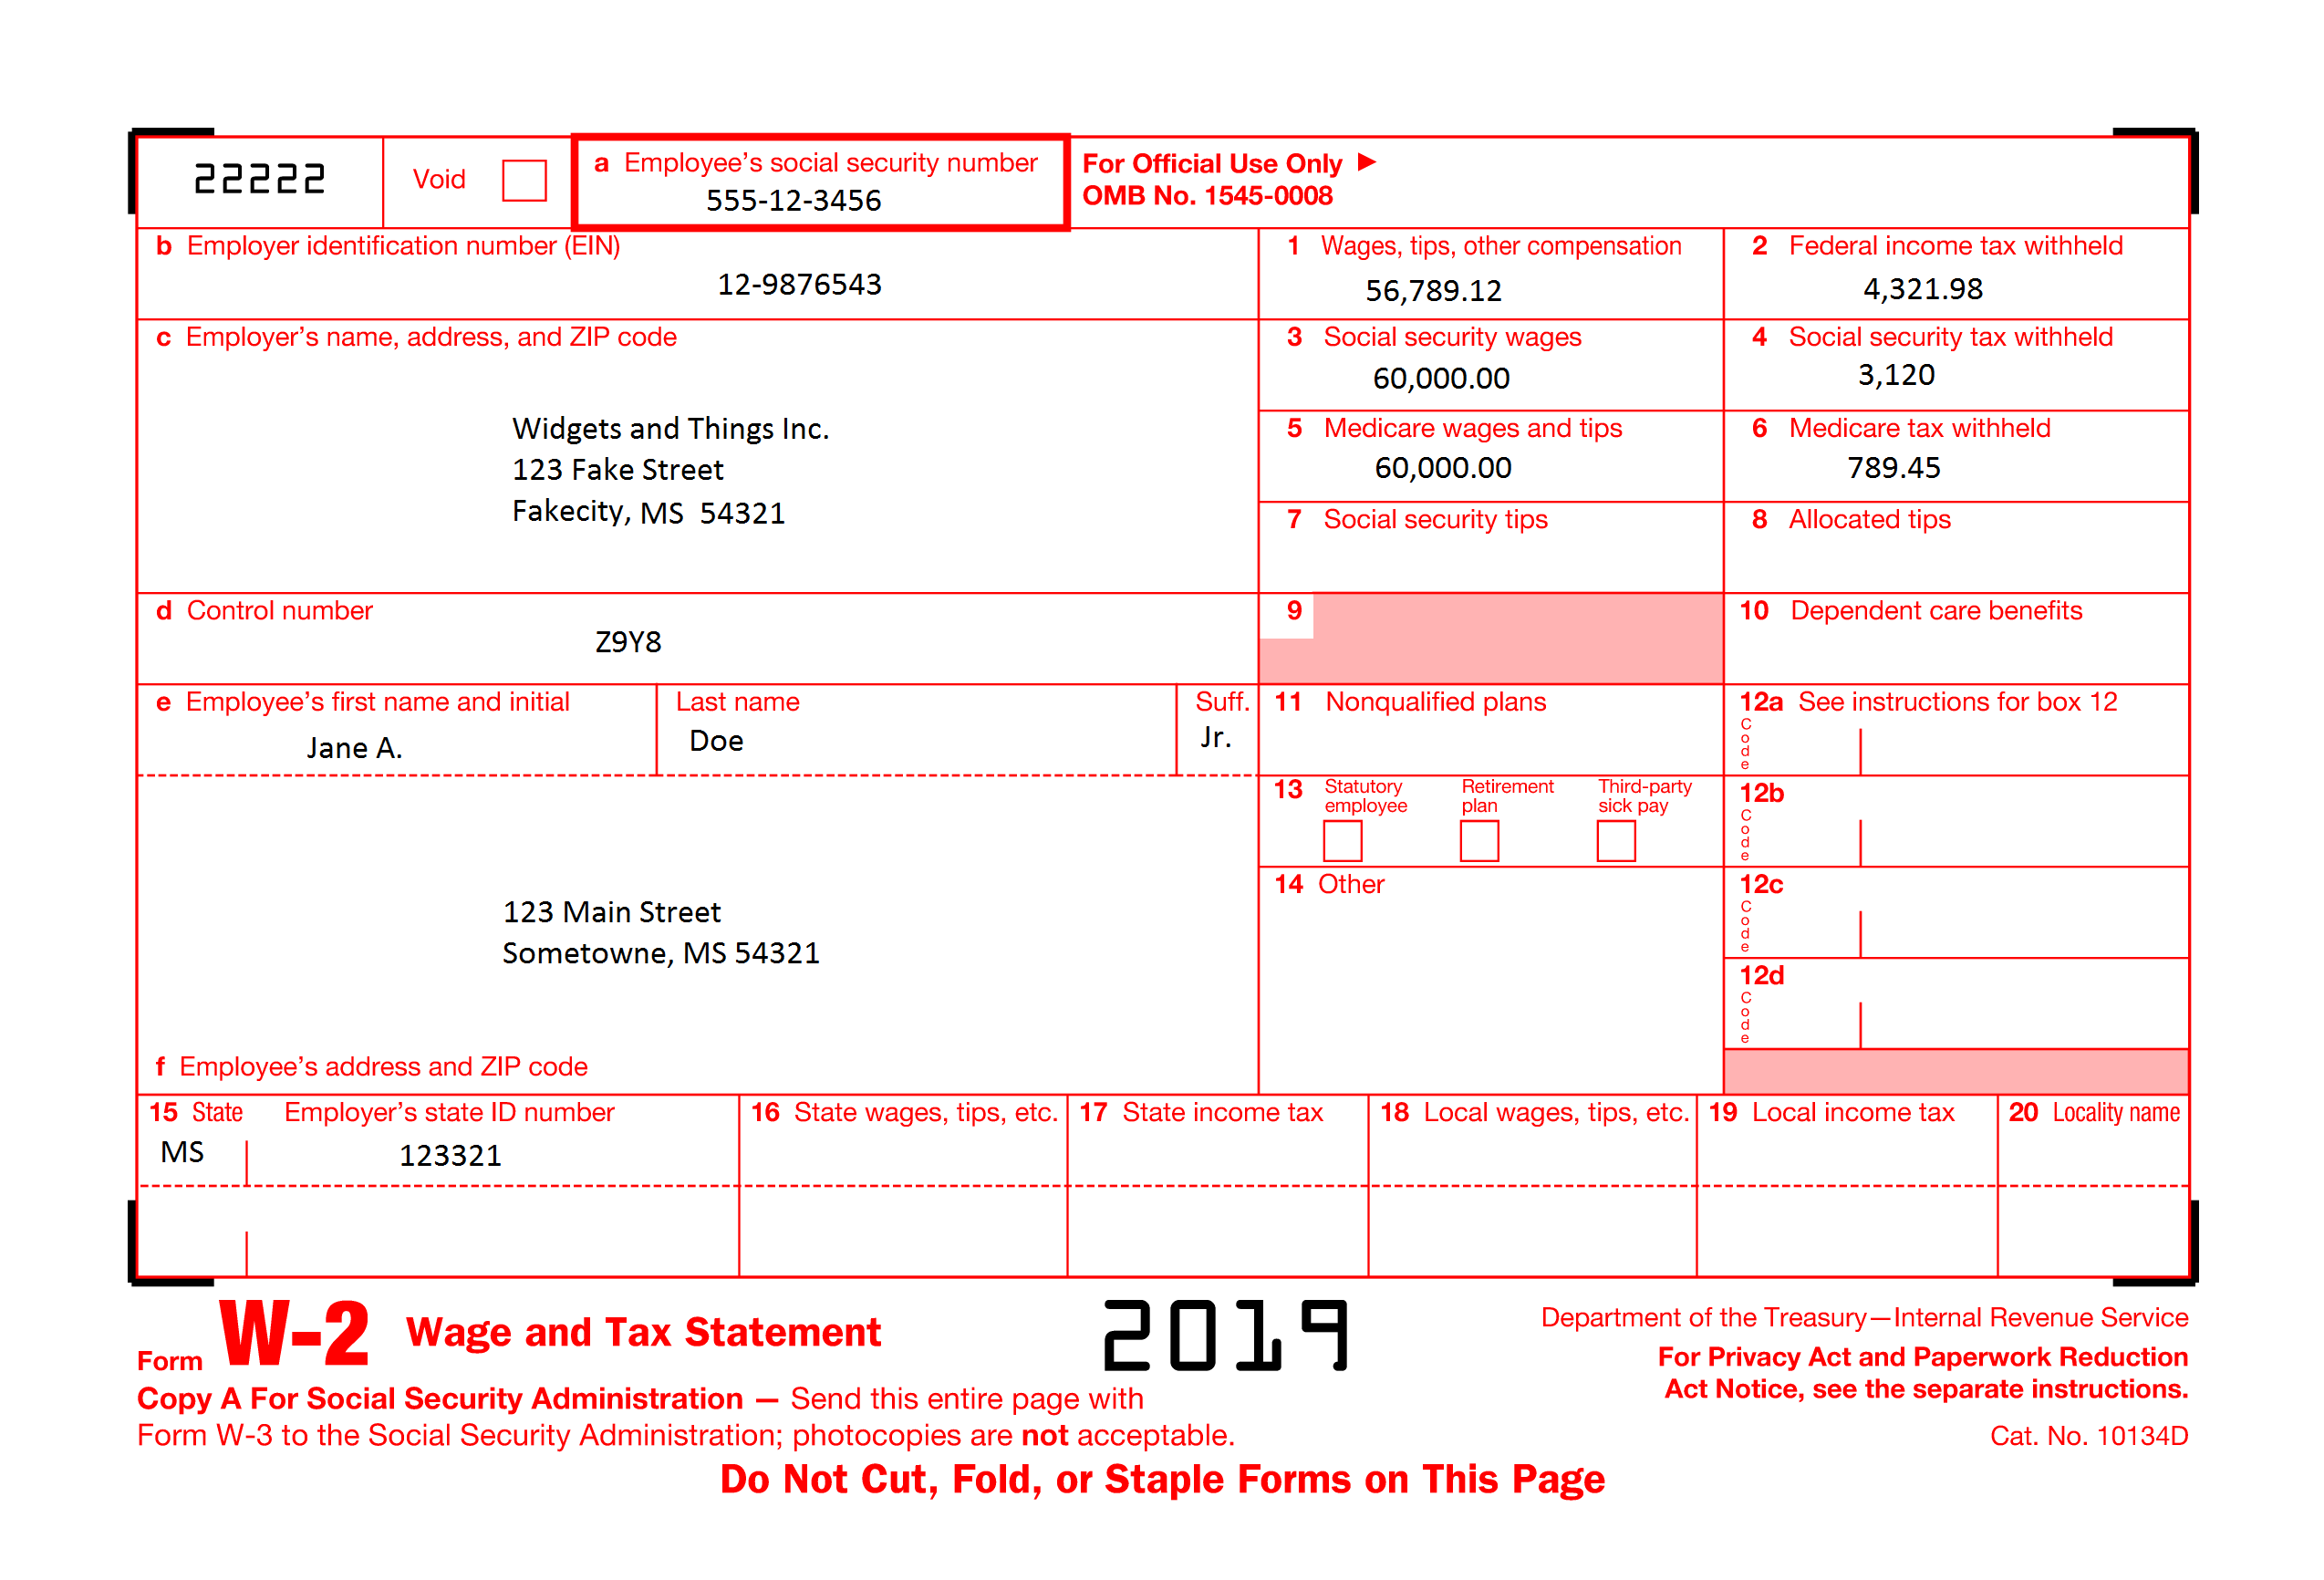 22222
Void
a Employee's social security number
555-12-3456
For Official Use Only ►
OMB No. 1545-0008
b Employer identification number (EIN)
12-9876543
1 Wages, tips, other compensation
56,789.12
2 Federal income tax withheld
4,321.98
c Employer's name, address, and ZIP code
Widgets and Things Inc.
123 Fake Street
Fakecity, MS 54321
3 Social security wages
60,000.00
4 Social security tax withheld
3,120
5 Medicare wages and tips
60,000.00
6 Medicare tax withheld
789.45
7 Social security tips
8 Allocated tips
d Control number
Z9Y8
9
10 Dependent care benefits
e Employee's first name and initial
Jane A.
Last name
Doe
Suff.
Jr.
11 Nonqualified plans
12a See instructions for box 12
Code
13 Statutory employee
Retirement plan
Third-party sick pay
12b
Code
14 Other
12c
Code
12d
Code
123 Main Street
Sometowne, MS 54321
f Employee's address and ZIP code
15 State
MS
Employer's state ID number
123321
16 State wages, tips, etc.
17 State income tax
18 Local wages, tips, etc.
19 Local income tax
20 Locality name
Form W-2 Wage and Tax Statement
2019
Department of the Treasury—Internal Revenue Service
For Privacy Act and Paperwork Reduction
Act Notice, see the separate instructions.
Copy A For Social Security Administration — Send this entire page with
Form W-3 to the Social Security Administration; photocopies are not acceptable.
Cat. No. 10134D
Do Not Cut, Fold, or Staple Forms on This Page